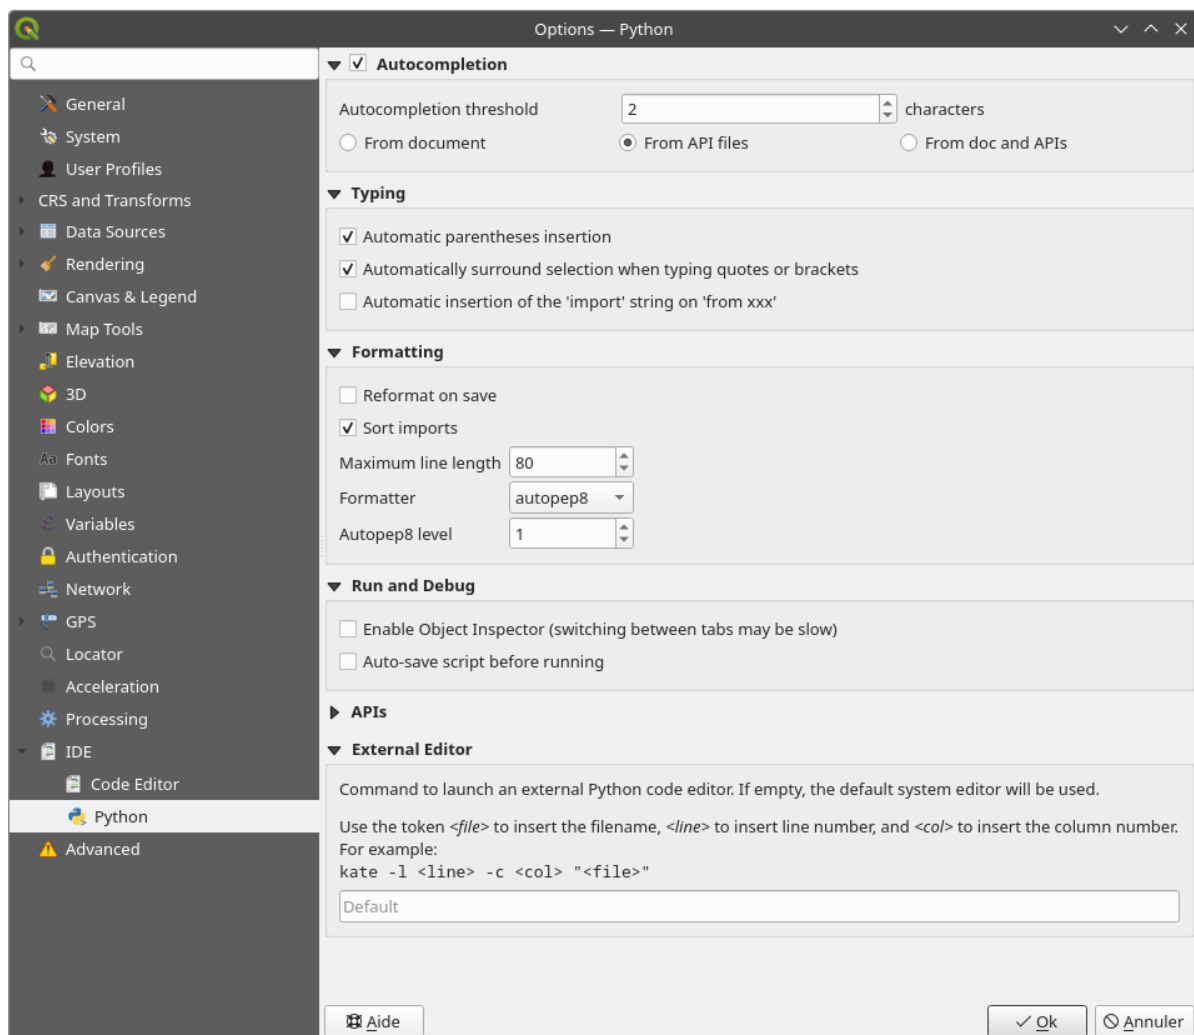 Options — Python
General
System
User Profiles
CRS and Transforms
Data Sources
Rendering
Canvas & Legend
Map Tools
Elevation
3D
Colors
Fonts
Layouts
Variables
Authentication
Network
GPS
Locator
Acceleration
Processing
IDE
Code Editor
Python
Advanced
Autocompletion
Autocompletion threshold 2 characters
From document From API files From doc and APIs
Typing
Automatic parentheses insertion
Automatically surround selection when typing quotes or brackets
Automatic insertion of the 'import' string on 'from xxx'
Formatting
Reformat on save
Sort imports
Maximum line length 80
Formatter autopep8
Autopep8 level 1
Run and Debug
Enable Object Inspector (switching between tabs may be slow)
Auto-save script before running
APIs
External Editor
Command to launch an external Python code editor. If empty, the default system editor will be used.
Use the token <file> to insert the filename, <line> to insert line number, and <col> to insert the column number.
For example:
kate -l <line> -c <col> "<file>"
Default
Aide Ok Annuler